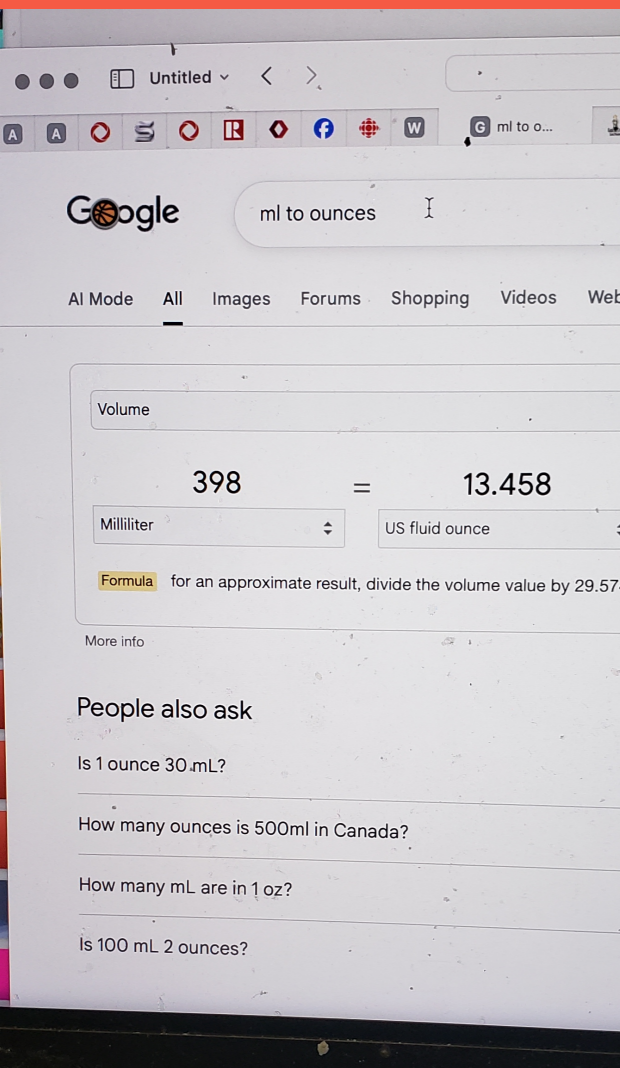 Untitled
A A R W G ml to o...
Google
ml to ounces
AI Mode All Images Forums Shopping Videos Web
Volume
398 = 13.458
Milliliter US fluid ounce
Formula for an approximate result, divide the volume value by 29.57
More info
People also ask
Is 1 ounce 30 mL?
How many ounces is 500ml in Canada?
How many mL are in 1 oz?
Is 100 mL 2 ounces?